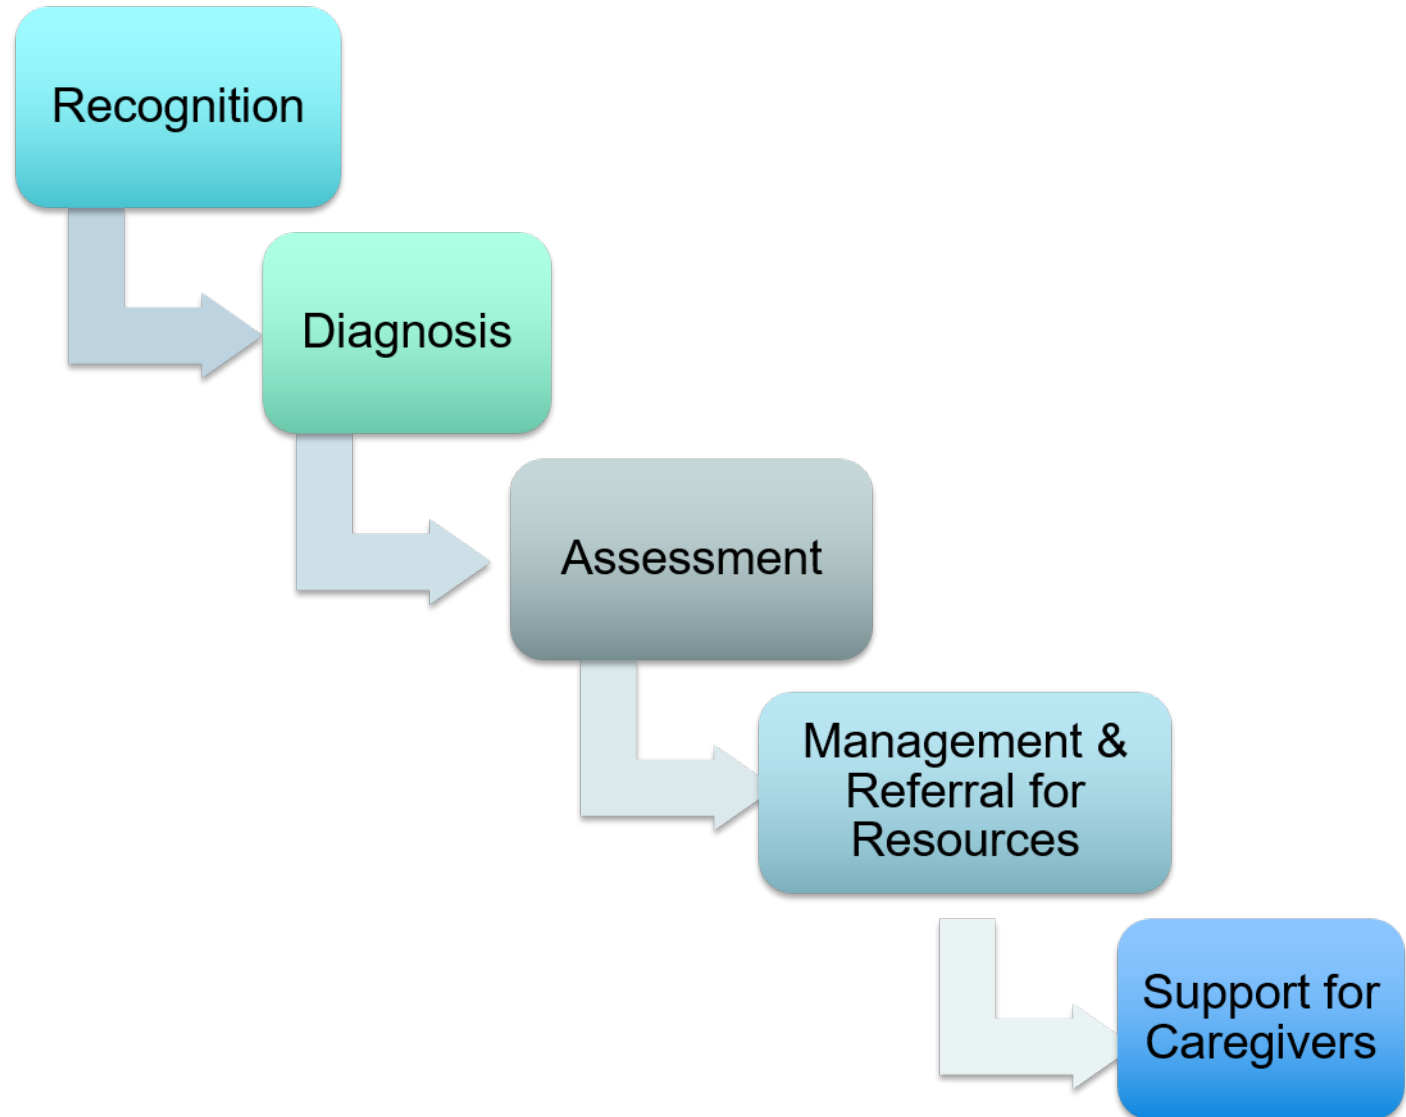 Recognition
Diagnosis
Assessment
Management &
Referral for
Resources
Support for
Caregivers